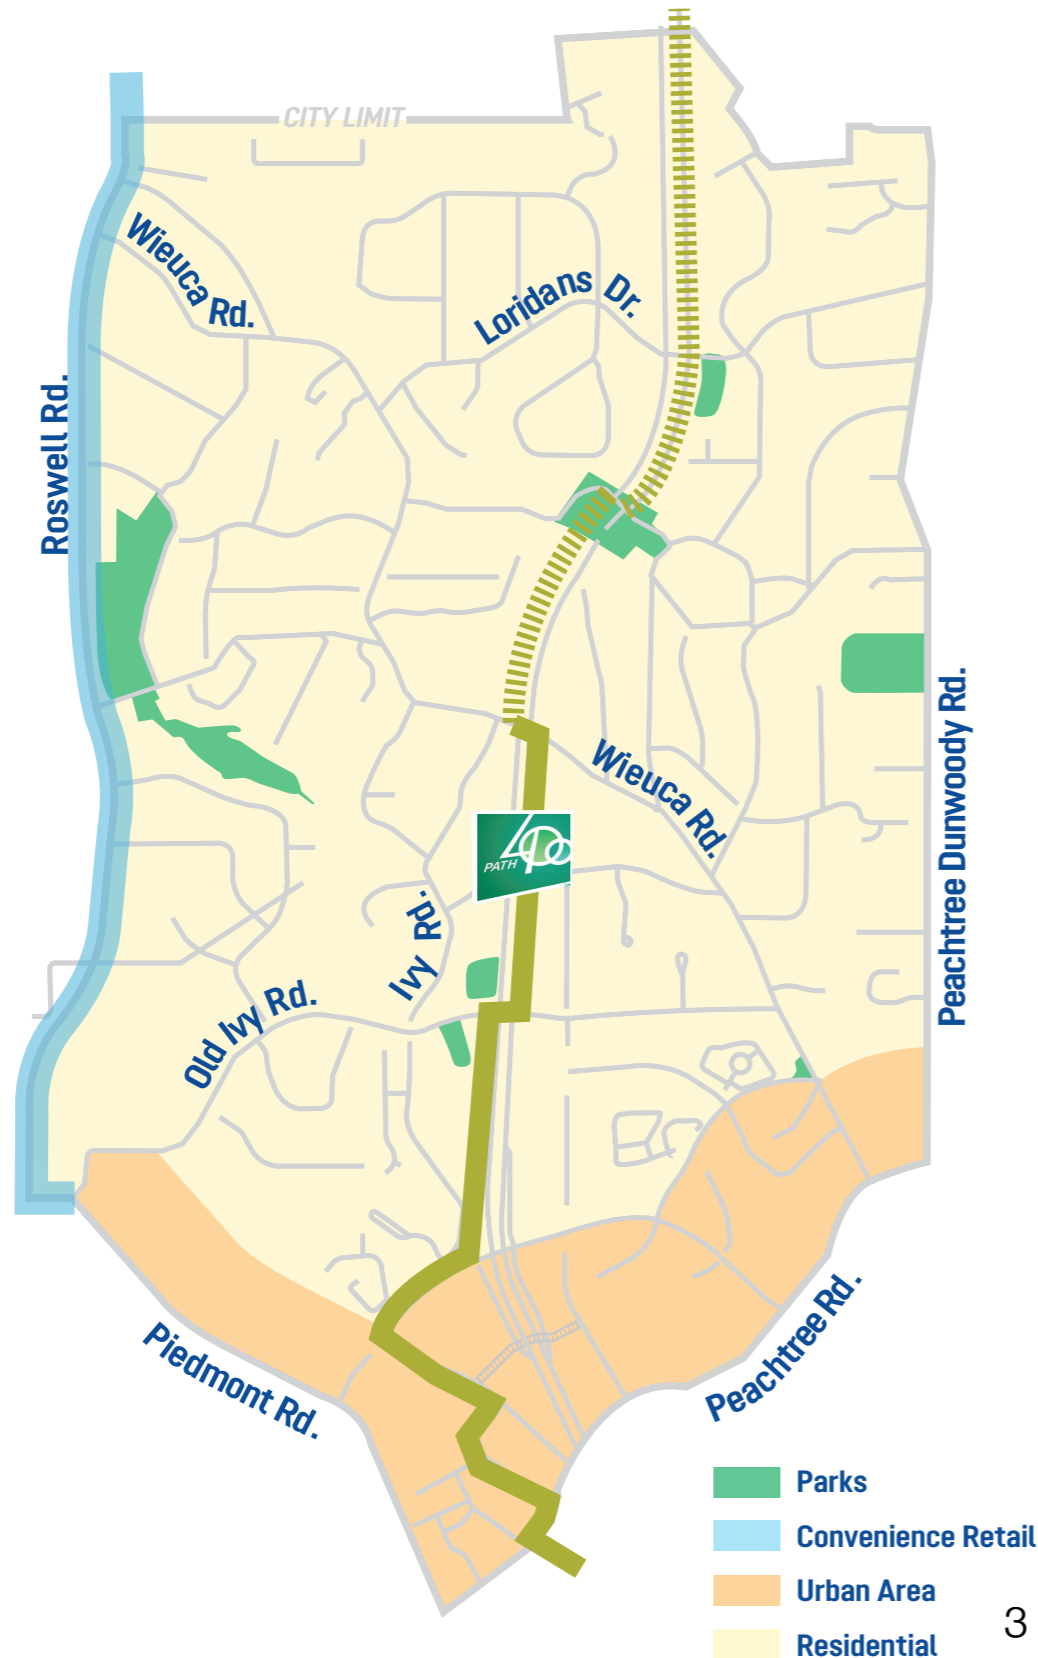 CITY LIMIT
Wieuca Rd.
Loridans Dr.
Roswell Rd.
Peachtree Dunwoody Rd.
Wieuca Rd.
PATH
400
Ivy Rd.
Old Ivy Rd.
Piedmont Rd.
Peachtree Rd.
Parks
Convenience Retail
Urban Area
Residential
3